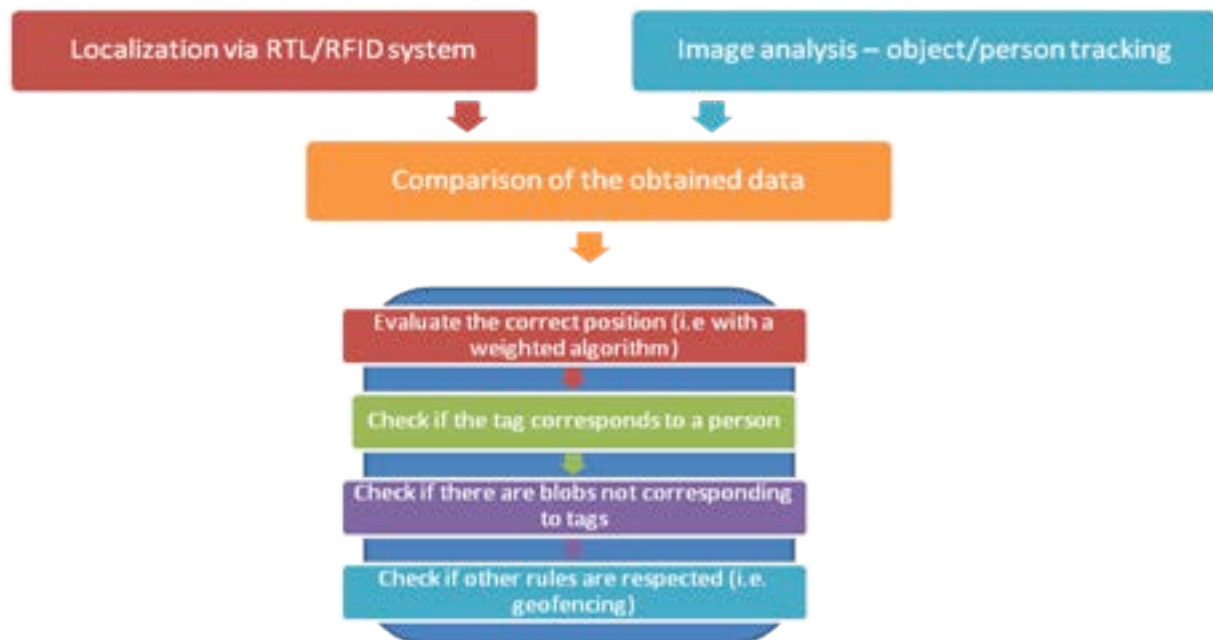 Localization via RTL/RFID system
Image analysis – object/person tracking
Comparison of the obtained data
Evaluate the correct position (i.e with a
weighted algorithm)
Check if the tag corresponds to a person
Check if there are blobs not corresponding
to tags
Check if other rules are respected (i.e.
geofencing)